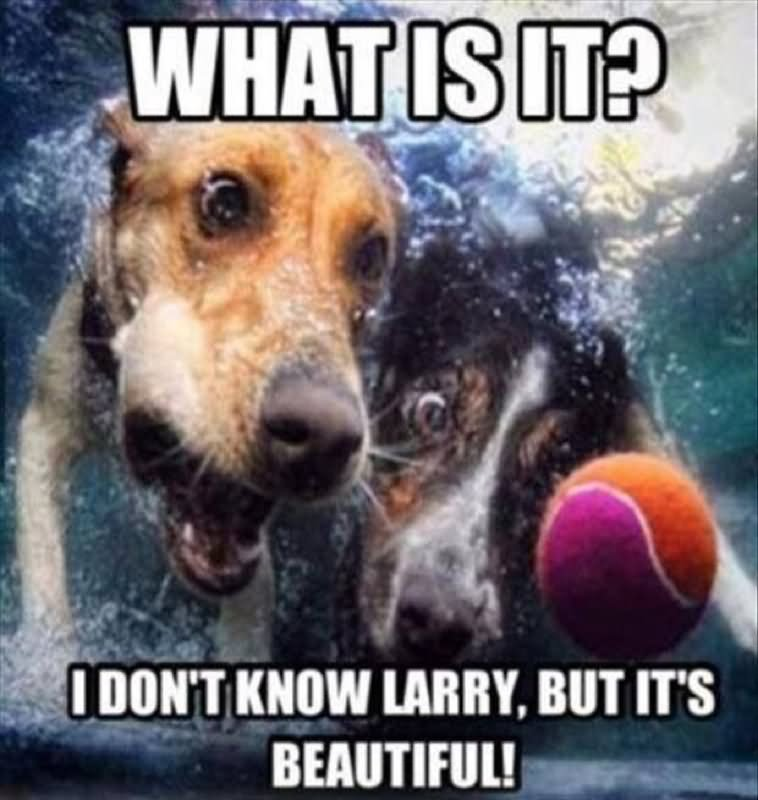 WHAT IS IT?
I DON'T KNOW LARRY, BUT IT'S
BEAUTIFUL!